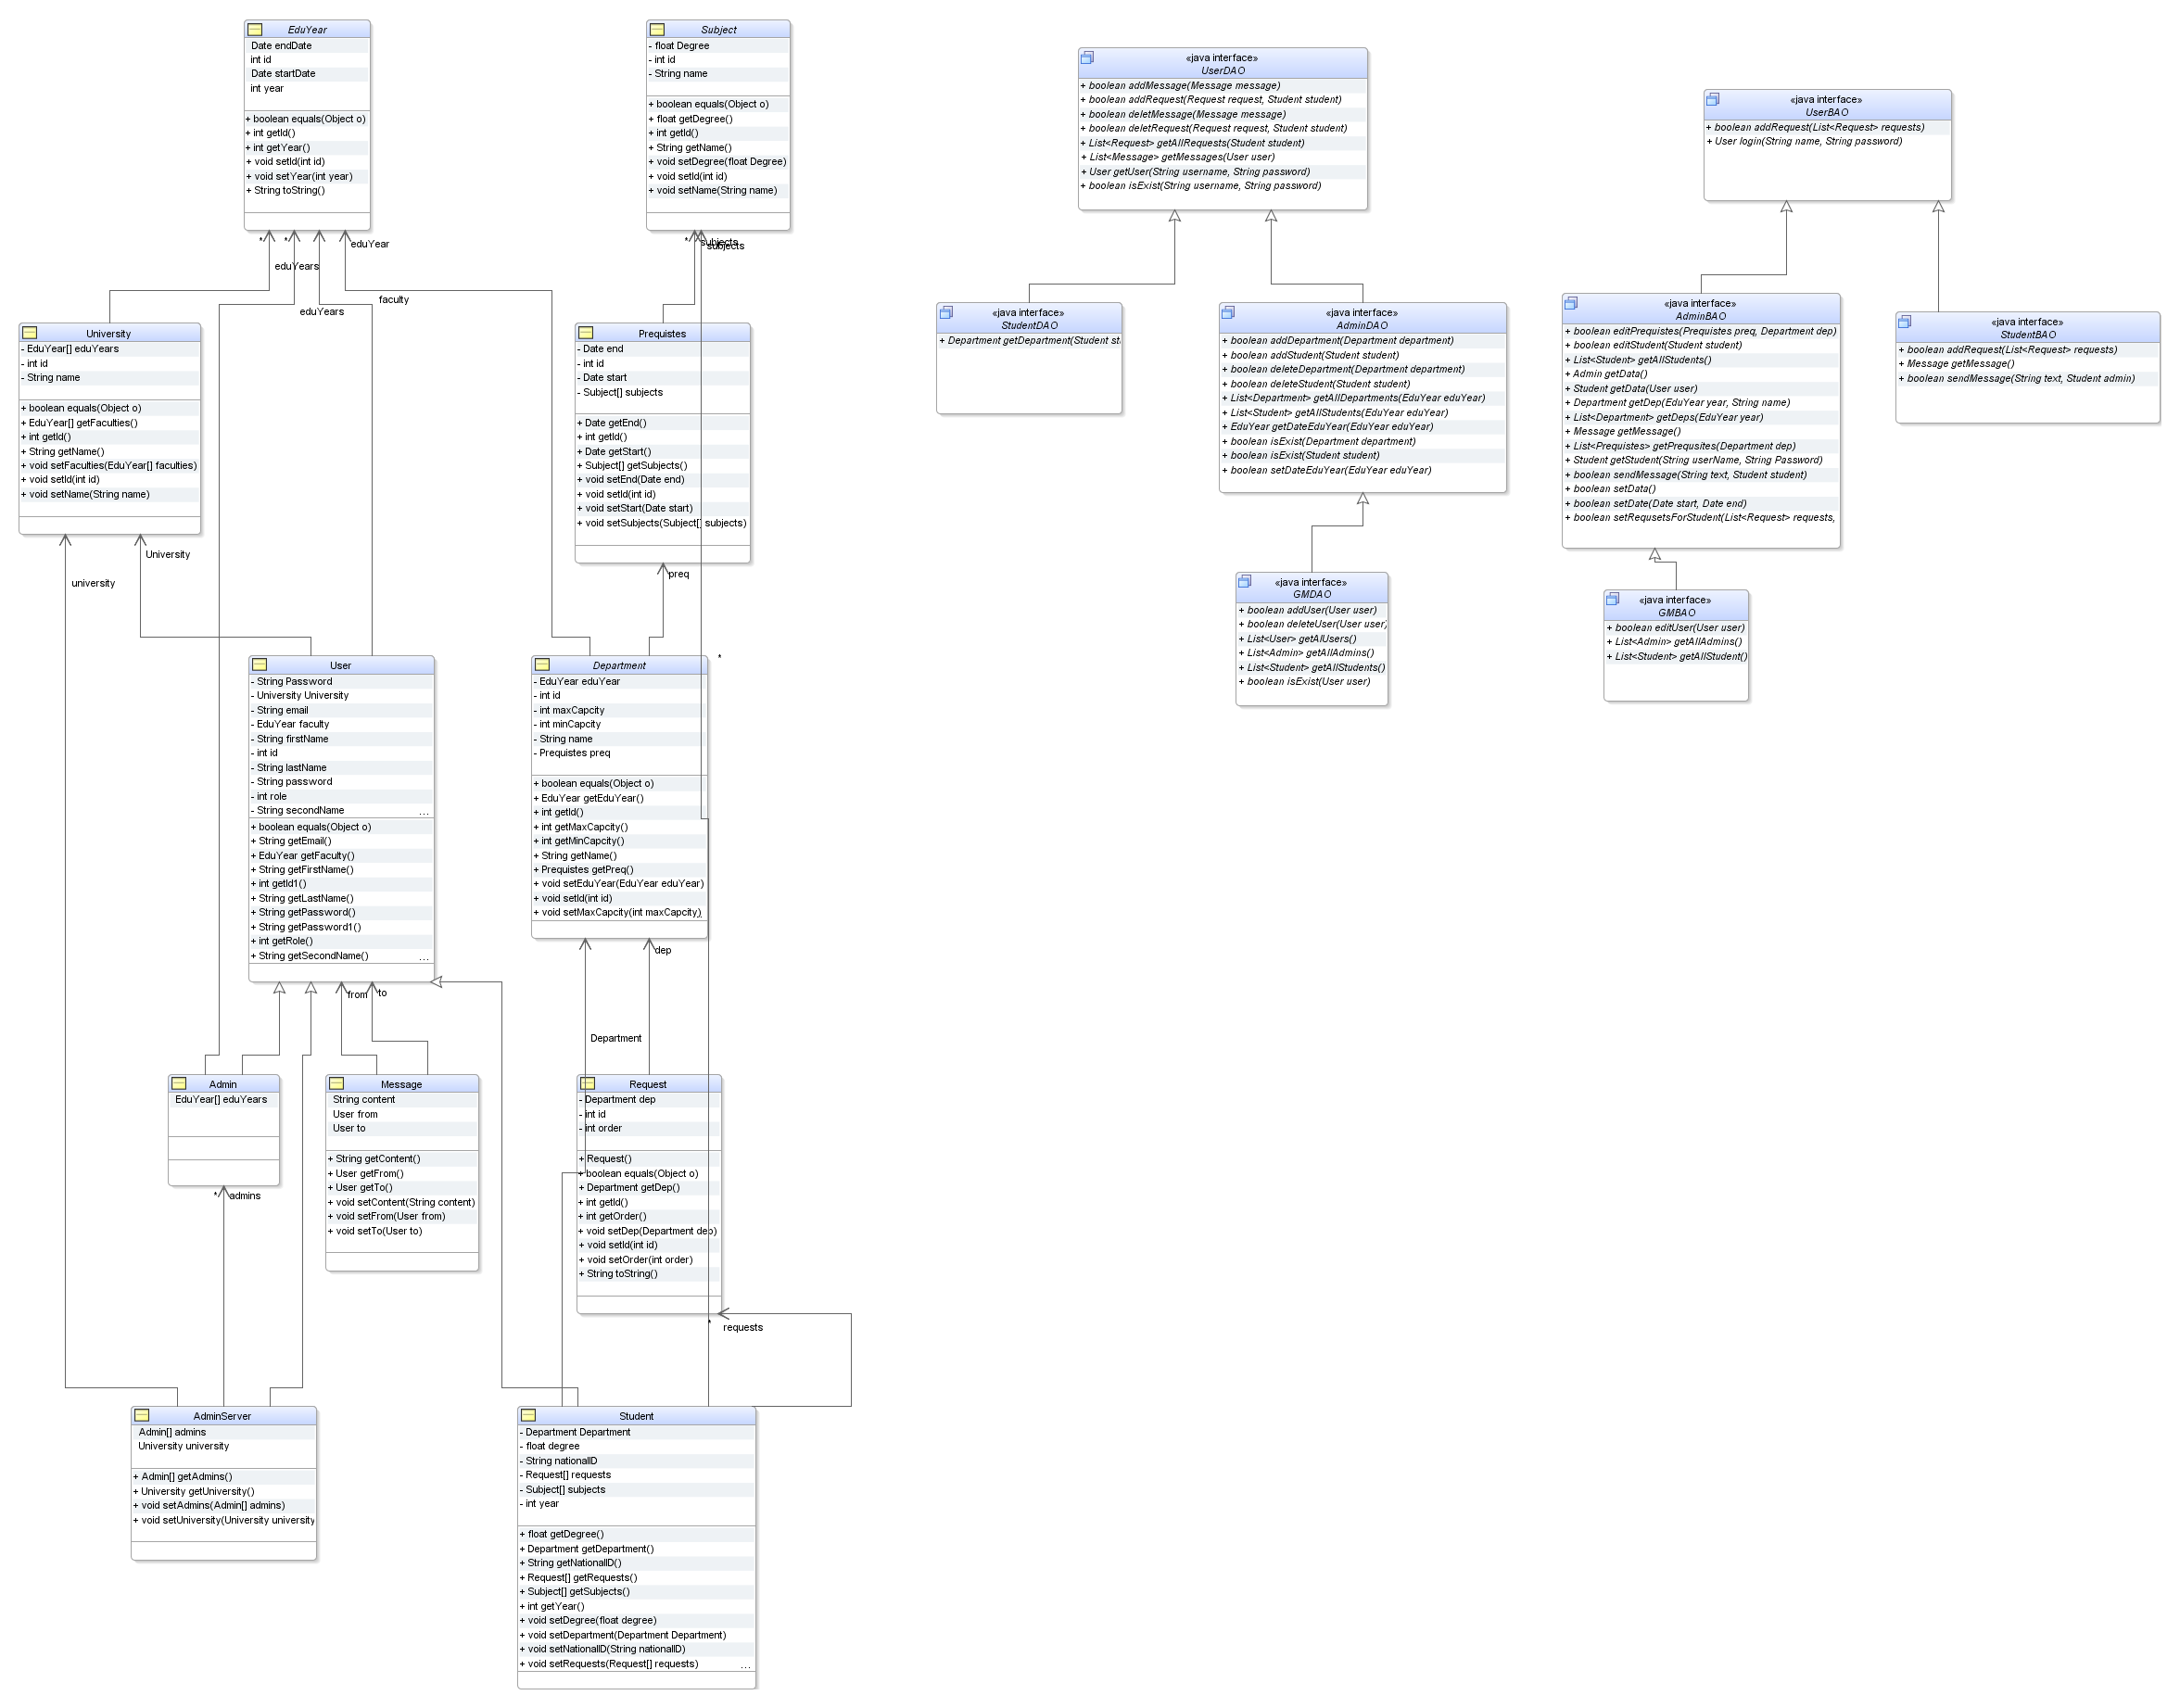 EduYear
Date endDate
int id
Date startDate
int year
+ boolean equals(Object o)
+ int getId()
+ int getYear()
+ void setId(int id)
+ void setYear(int year)
+ String toString()
Subject
- float Degree
- int id
- String name
+ boolean equals(Object o)
+ float getDegree()
+ int getId()
+ String getName()
+ void setDegree(float Degree)
+ void setId(int id)
+ void setName(String name)
«java interface»
UserDAO
+ boolean addMessage(Message message)
+ boolean addRequest(Request request, Student student)
+ boolean deletMessage(Message message)
+ boolean deletRequest(Request request, Student student)
+ List<Request> getAllRequests(Student student)
+ List<Message> getMessages(User user)
+ User getUser(String username, String password)
+ boolean isExist(String username, String password)
«java interface»
UserBAO
+ boolean addRequest(List<Request> requests)
+ User login(String name, String password)
*
*
eduYear
eduYears
faculty
eduYears
*
subjects
subjects
University
- EduYear[] eduYears
- int id
- String name
+ boolean equals(Object o)
+ EduYear[] getFaculties()
+ int getId()
+ String getName()
+ void setFaculties(EduYear[] faculties)
+ void setId(int id)
+ void setName(String name)
Prequistes
- Date end
- int id
- Date start
- Subject[] subjects
+ Date getEnd()
+ int getId()
+ Date getStart()
+ Subject[] getSubjects()
+ void setEnd(Date end)
+ void setId(int id)
+ void setStart(Date start)
+ void setSubjects(Subject[] subjects)
«java interface»
StudentDAO
+ Department getDepartment(Student st
«java interface»
AdminDAO
+ boolean addDepartment(Department department)
+ boolean addStudent(Student student)
+ boolean deleteDepartment(Department department)
+ boolean deleteStudent(Student student)
+ List<Department> getAllDepartments(EduYear eduYear)
+ List<Student> getAllStudents(EduYear eduYear)
+ EduYear getDateEduYear(EduYear eduYear)
+ boolean isExist(Department department)
+ boolean isExist(Student student)
+ boolean setDateEduYear(EduYear eduYear)
«java interface»
AdminBAO
+ boolean editPrequistes(Prequistes preq, Department dep)
+ boolean editStudent(Student student)
+ List<Student> getAllStudents()
+ Admin getData()
+ Student getData(User user)
+ Department getDep(EduYear year, String name)
+ List<Department> getDeps(EduYear year)
+ Message getMessage()
+ List<Prequistes> getPrequsites(Department dep)
+ Student getStudent(String userName, String Password)
+ boolean sendMessage(String text, Student student)
+ boolean setData()
+ boolean setDate(Date start, Date end)
+ boolean setRequsetsForStudent(List<Request> requests,
«java interface»
StudentBAO
+ boolean addRequest(List<Request> requests)
+ Message getMessage()
+ boolean sendMessage(String text, Student admin)
University
university
preq
«java interface»
GMDAO
+ boolean addUser(User user)
+ boolean deleteUser(User user)
+ List<User> getAlUsers()
+ List<Admin> getAllAdmins()
+ List<Student> getAllStudents()
+ boolean isExist(User user)
«java interface»
GMBAO
+ boolean editUser(User user)
+ List<Admin> getAllAdmins()
+ List<Student> getAllStudent()
User
- String Password
- University University
- String email
- EduYear faculty
- String firstName
- int id
- String lastName
- String password
- int role
- String secondName ...
+ boolean equals(Object o)
+ String getEmail()
+ EduYear getFaculty()
+ String getFirstName()
+ int getId1()
+ String getLastName()
+ String getPassword()
+ String getPassword1()
+ int getRole()
+ String getSecondName() ...
Department
- EduYear eduYear
- int id
- int maxCapcity
- int minCapcity
- String name
- Prequistes preq
+ boolean equals(Object o)
+ EduYear getEduYear()
+ int getId()
+ int getMaxCapcity()
+ int getMinCapcity()
+ String getName()
+ Prequistes getPreq()
+ void setEduYear(EduYear eduYear)
+ void setId(int id)
+ void setMaxCapcity(int maxCapcity)
*
from
to
dep
Department
Admin
EduYear[] eduYears
Message
String content
User from
User to
+ String getContent()
+ User getFrom()
+ User getTo()
+ void setContent(String content)
+ void setFrom(User from)
+ void setTo(User to)
Request
- Department dep
- int id
- int order
+ Request()
+ boolean equals(Object o)
+ Department getDep()
+ int getId()
+ int getOrder()
+ void setDep(Department dep)
+ void setId(int id)
+ void setOrder(int order)
+ String toString()
*
admins
*
requests
AdminServer
Admin[] admins
University university
+ Admin[] getAdmins()
+ University getUniversity()
+ void setAdmins(Admin[] admins)
+ void setUniversity(University university
Student
- Department Department
- float degree
- String nationalID
- Request[] requests
- Subject[] subjects
- int year
+ float getDegree()
+ Department getDepartment()
+ String getNationalID()
+ Request[] getRequests()
+ Subject[] getSubjects()
+ int getYear()
+ void setDegree(float degree)
+ void setDepartment(Department Department)
+ void setNationalID(String nationalID)
+ void setRequests(Request[] requests) ...